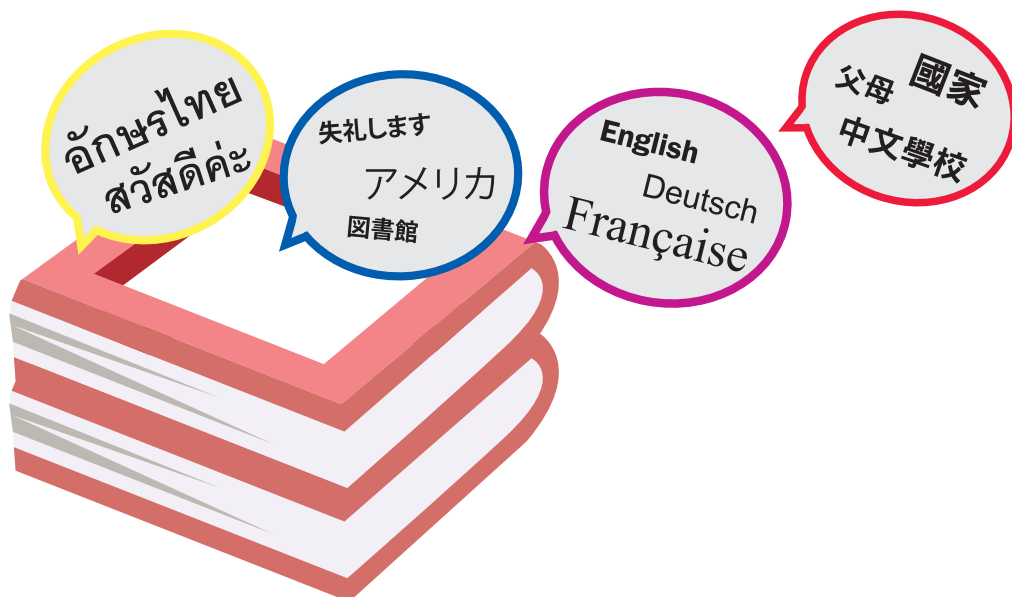 อักษรไทย
สวัสดีค่ะ
失礼します
アメリカ
図書館
English
Deutsch
Française
父母 國家
中文學校